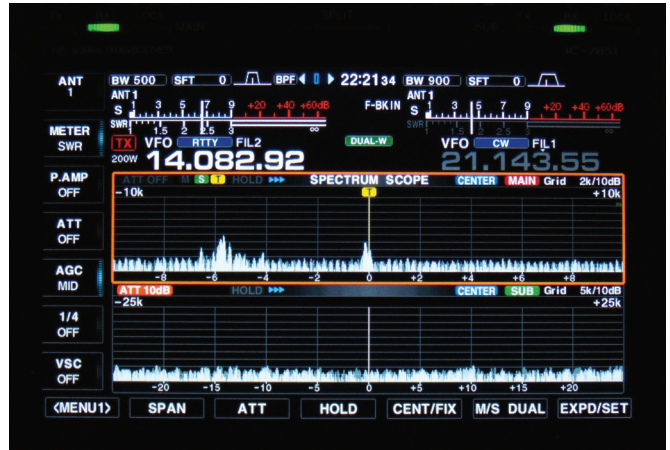 ANT BW 500 SFT 0 BPF 22:21 34 BW 900 SFT 0
1 ANT 1 ANT 1
S 1 3 5 7 9 +20 +40 +60dB F-BKIN S 1 3 5 7 9 +20 +40 +60dB
METER SWR 1 1.5 2 2.5 3 ∞ SWR 1 1.5 2 2.5 3 ∞
SWR TX VFO RTTY FIL2 DUAL-W VFO CW FIL1
200W 14.082.92 21.143.55
P.AMP ATT OFF M S T HOLD SPECTRUM SCOPE CENTER MAIN Grid 2k/10dB
OFF -10k T +10k
ATT
OFF
AGC -8 -6 -4 -2 0 +2 +4 +6 +8
MID ATT 10dB HOLD CENTER SUB Grid 5k/10dB
-25k +25k
1/4
OFF
VSC
OFF
-20 -15 -10 -5 0 +5 +10 +15 +20
<MENU1> SPAN ATT HOLD CENT/FIX M/S DUAL EXPD/SET